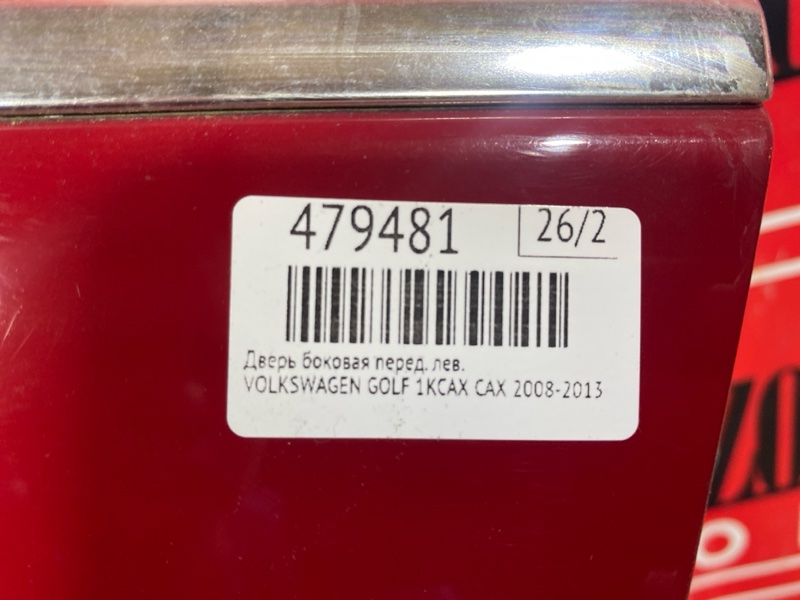 479481 26/2
Дверь боковая перед. лев.
VOLKSWAGEN GOLF 1KCAX CAX 2008-2013